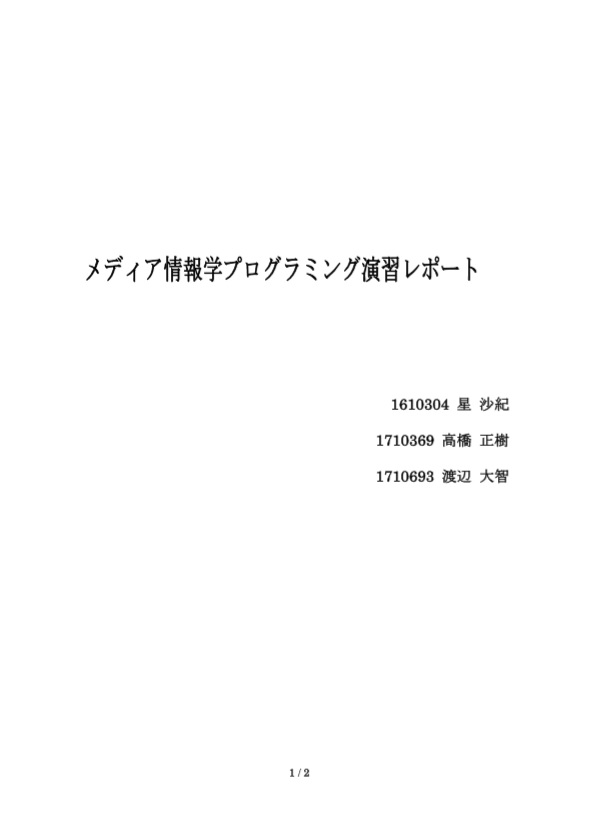 メディア情報学プログラミング演習レポート
1610304 星 沙紀
1710369 高橋 正樹
1710693 渡辺 大智
1 / 2